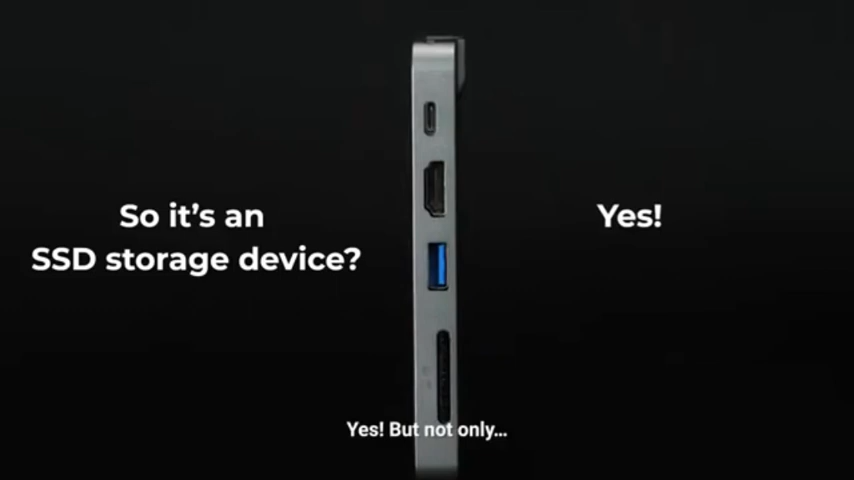 So it's an
SSD storage device?
Yes!
Yes! But not only...